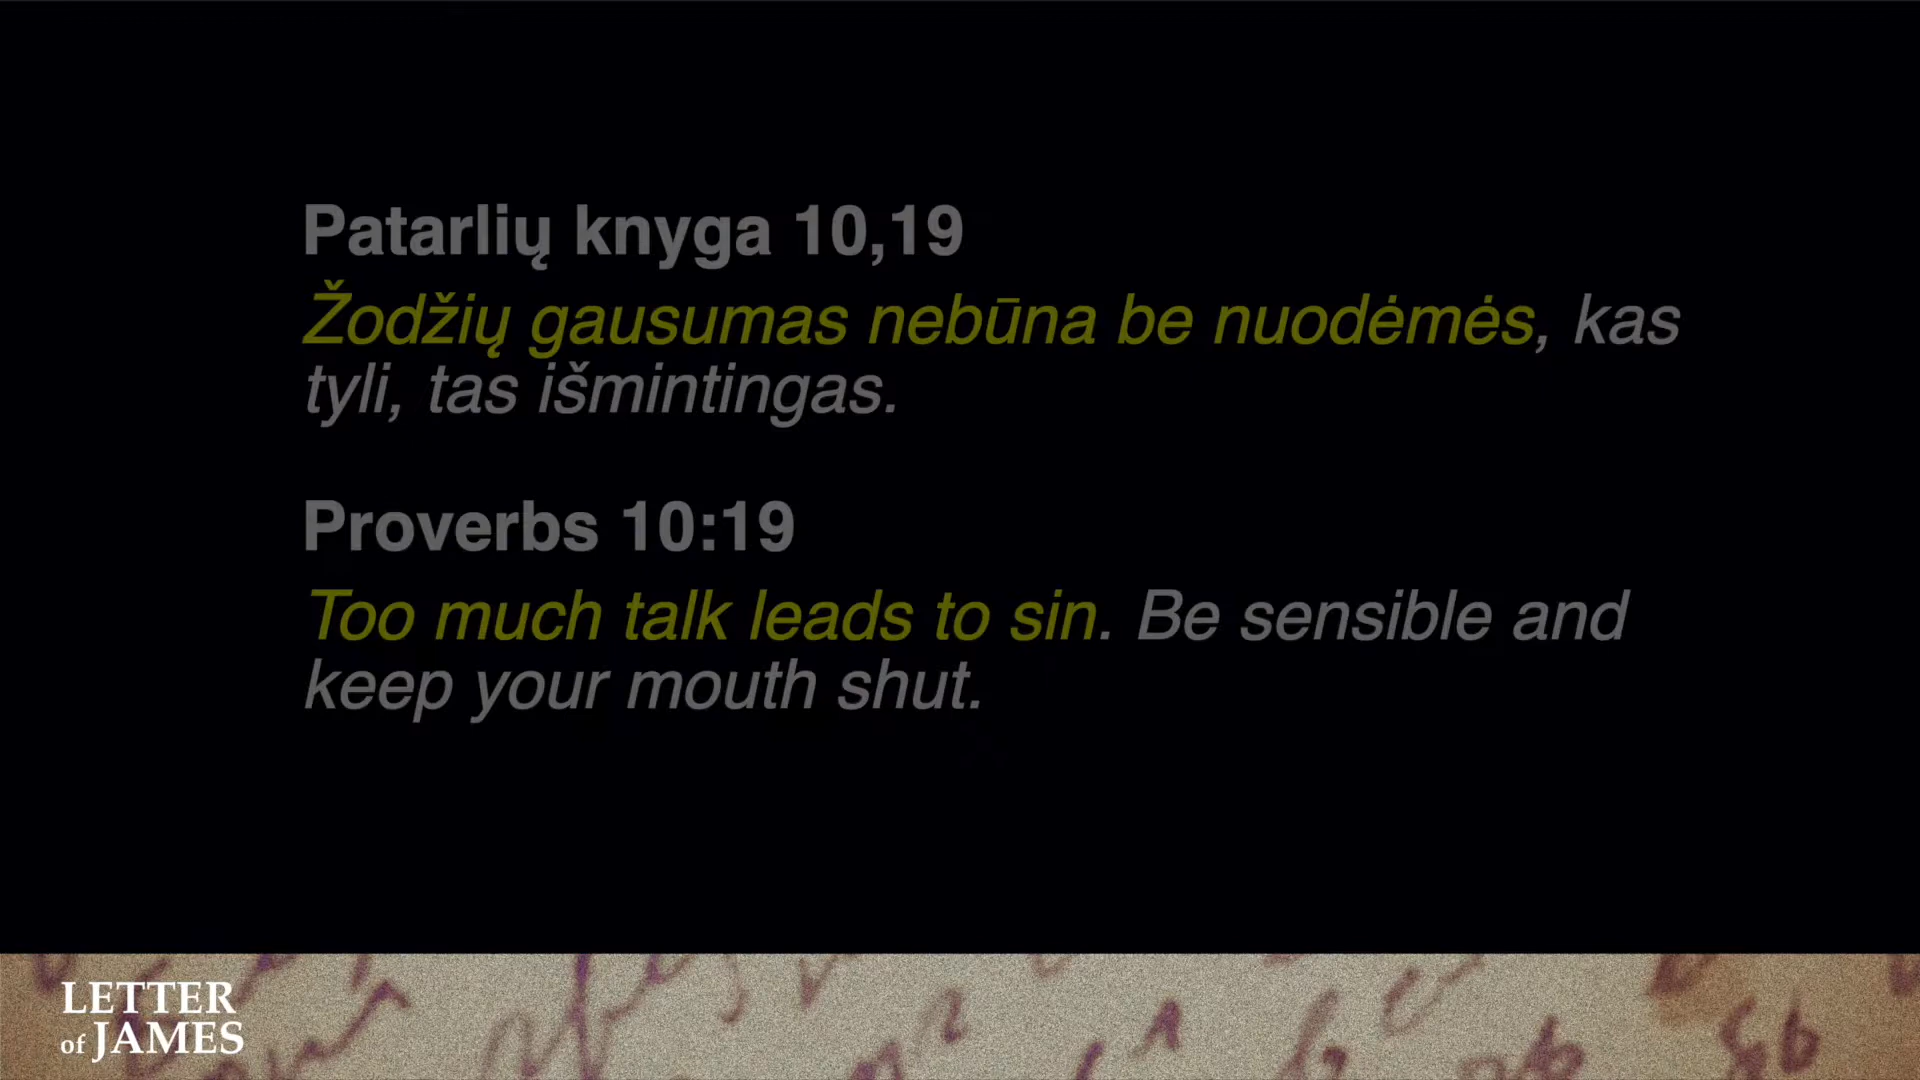 Patarlių knyga 10,19
Žodžių gausumas nebūna be nuodėmės, kas
tyli, tas išmintingas.
Proverbs 10:19
Too much talk leads to sin. Be sensible and
keep your mouth shut.
LETTER
of JAMES